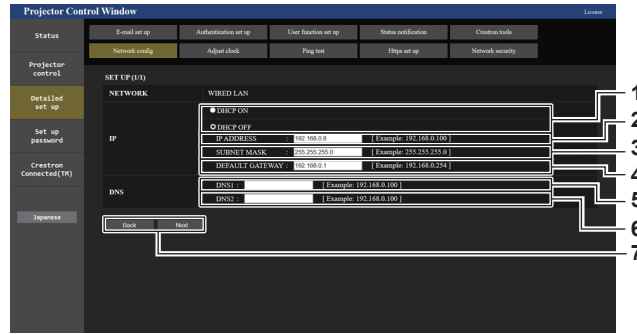 Projector Control Window
License
Status
E-mail set up
Authentication set up
User function set up
Status notification
Crestron tools
Network config
Adjust clock
Ping test
Https set up
Network security
Projector
control
Detailed
set up
Set up
password
Crestron
Connected(TM)
Japanese
SET UP (1/1)
NETWORK WIRED LAN
DHCP ON
DHCP OFF
IP
IP ADDRESS : 192.168.0.8 [ Example: 192.168.0.100 ]
SUBNET MASK : 255.255.255.0 [ Example: 255.255.255.0 ]
DEFAULT GATEWAY : 192.168.0.1 [ Example: 192.168.0.254 ]
DNS
DNS1 : [ Example: 192.168.0.100 ]
DNS2 : [ Example: 192.168.0.100 ]
Back Next
1
2
3
4
5
6
7